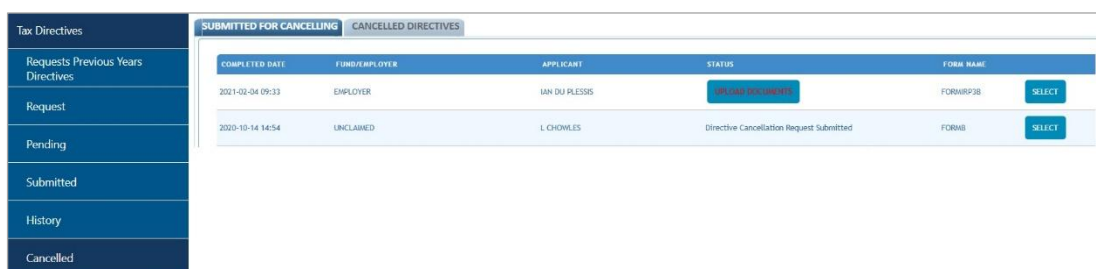 Tax Directives
Requests Previous Years
Directives
Request
Pending
Submitted
History
Cancelled
SUBMITTED FOR CANCELLING CANCELLED DIRECTIVES
COMPLETED DATE FUND/EMPLOYER APPLICANT STATUS FORM NAME
2021-02-04 09:33 EMPLOYER IAN DU PLESSIS UPLOAD DOCUMENTS FORMIRP3B SELECT
2020-10-14 14:54 UNCLAIMED L CHOWLES Directive Cancellation Request Submitted FORMB SELECT